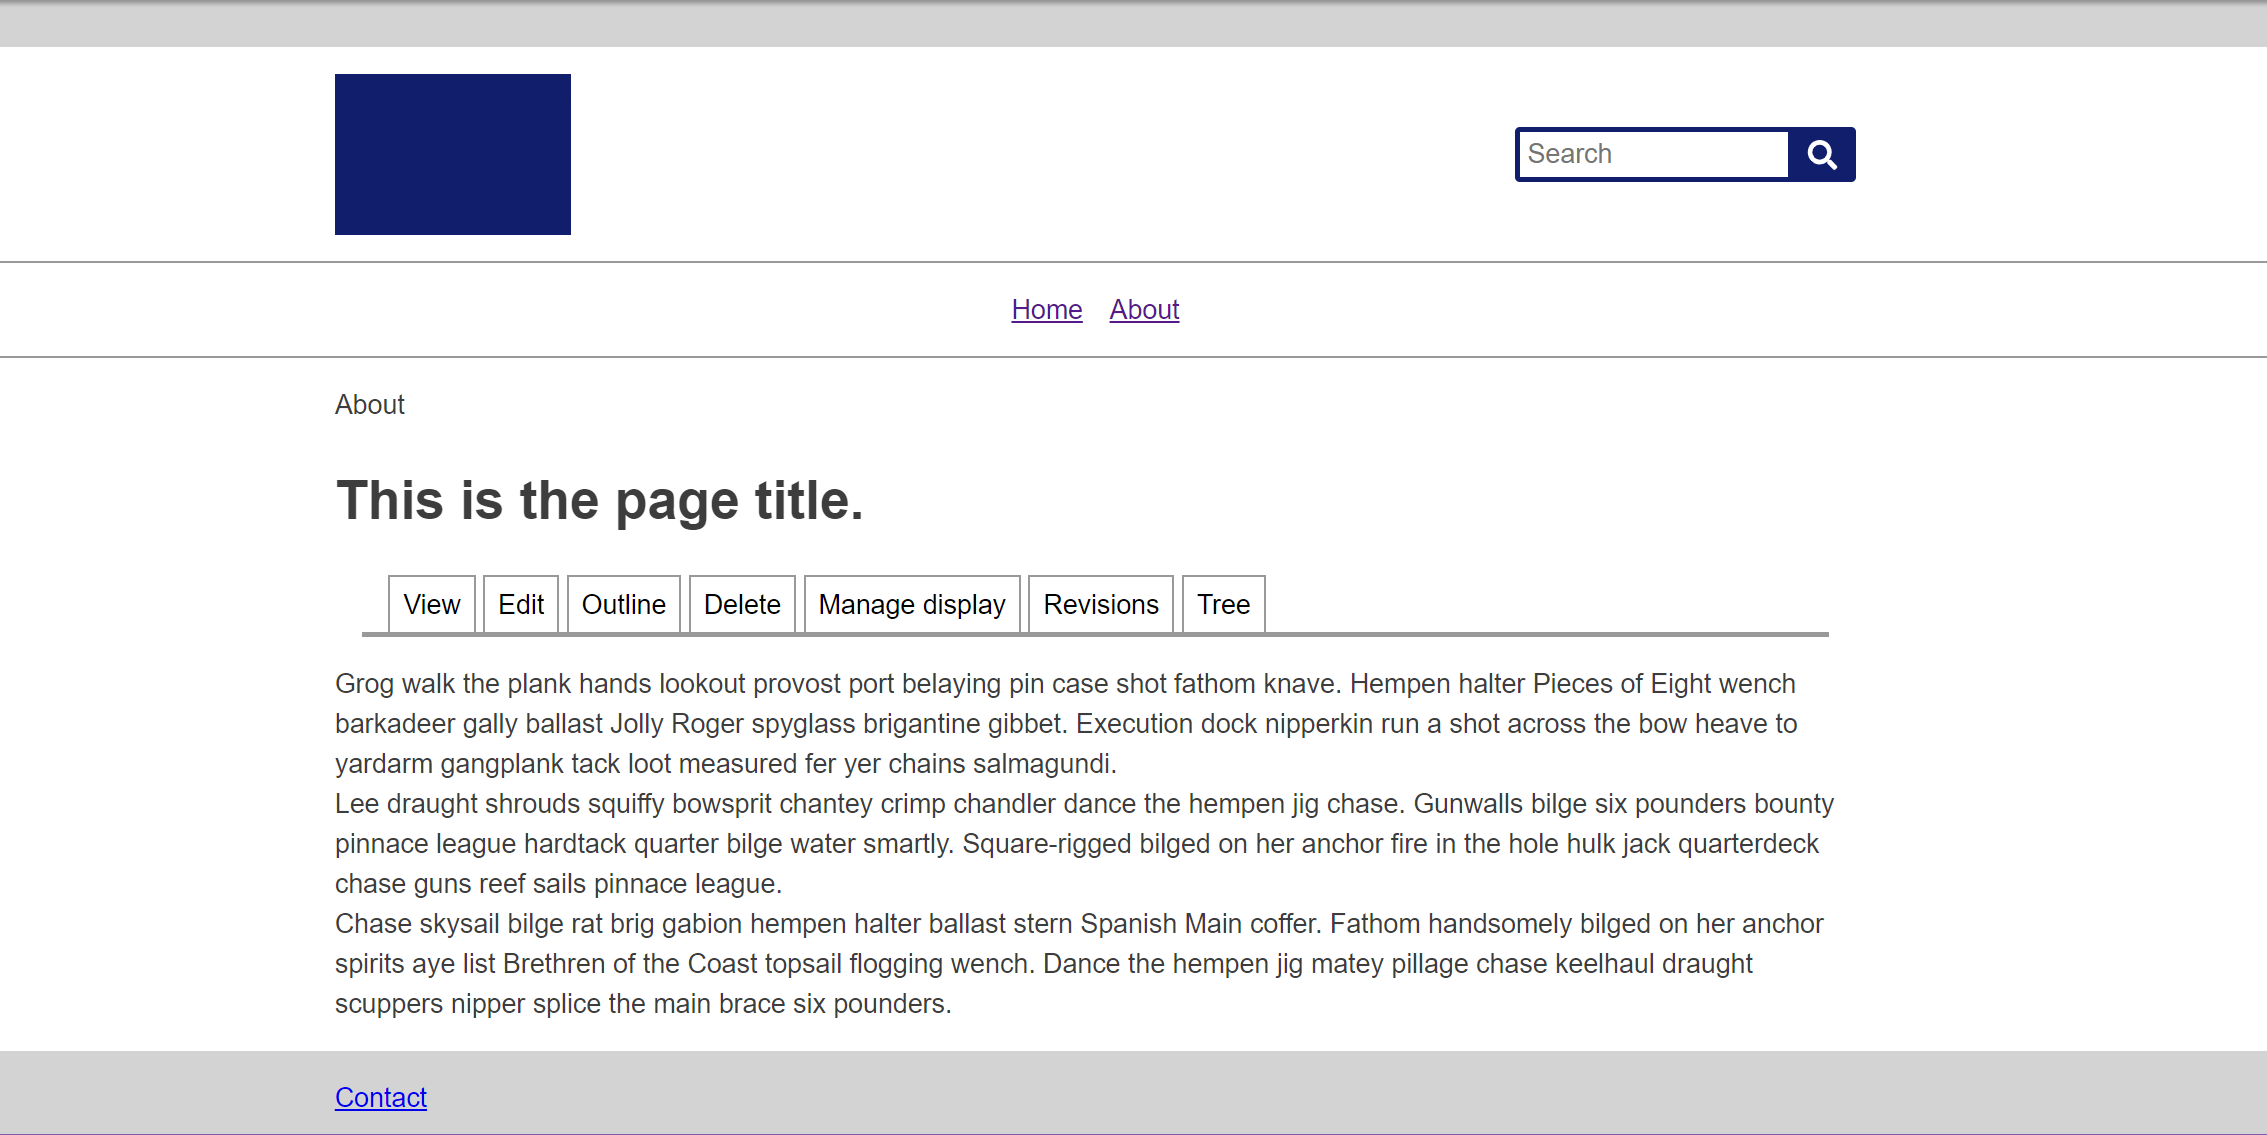 Search
Home About
About
This is the page title.
View Edit Outline Delete Manage display Revisions Tree
Grog walk the plank hands lookout provost port belaying pin case shot fathom knave. Hempen halter Pieces of Eight wench
barkadeer gally ballast Jolly Roger spyglass brigantine gibbet. Execution dock nipperkin run a shot across the bow heave to
yardarm gangplank tack loot measured fer yer chains salmagundi.
Lee draught shrouds squiffy bowsprit chantey crimp chandler dance the hempen jig chase. Gunwalls bilge six pounders bounty
pinnace league hardtack quarter bilge water smartly. Square-rigged bilged on her anchor fire in the hole hulk jack quarterdeck
chase guns reef sails pinnace league.
Chase skysail bilge rat brig gabion hempen halter ballast stern Spanish Main coffer. Fathom handsomely bilged on her anchor
spirits aye list Brethren of the Coast topsail flogging wench. Dance the hempen jig matey pillage chase keelhaul draught
scuppers nipper splice the main brace six pounders.
Contact